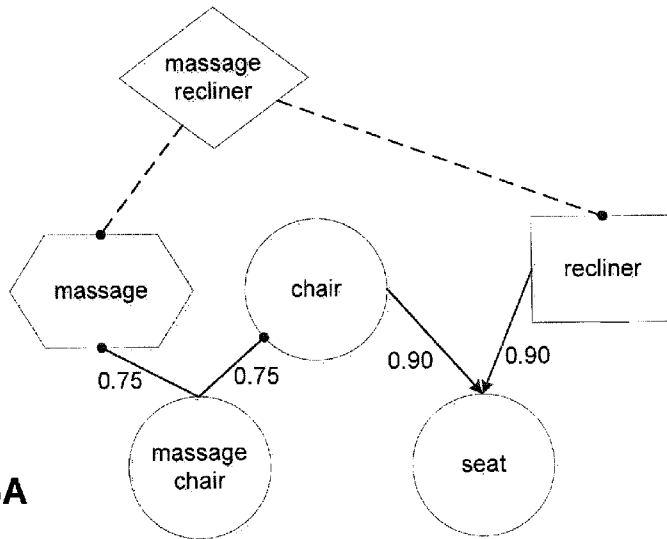 massage
recliner
massage
chair
recliner
0.75
0.75
0.90
0.90
massage
chair
seat
A